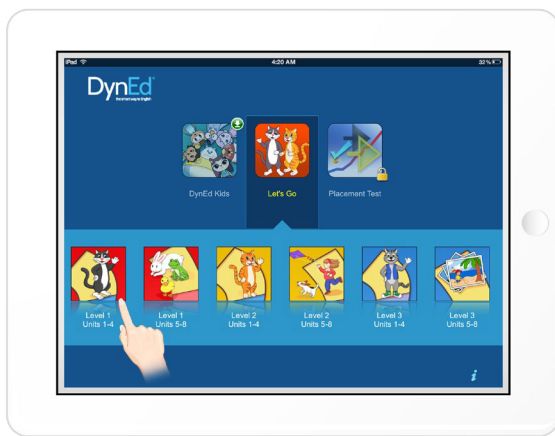 iPad
4:20 AM
32%
DynEd
the smart way to English
DynEd Kids
Let's Go
Placement Test
Level 1
Units 1-4
Level 1
Units 5-8
Level 2
Units 1-4
Level 2
Units 5-8
Level 3
Units 1-4
Level 3
Units 5-8
i